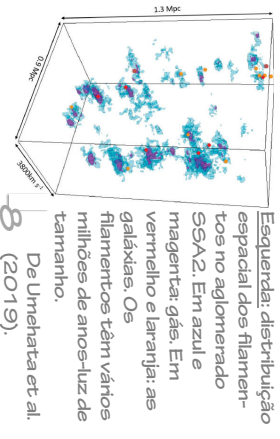 1.3 Mpc
0.9 Mpc
3800km s⁻¹
Esquerda: distribuição
espacial dos filamen-
tos no aglomerado
SSA2. Em azul e
magenta: gás. Em
vermelho e laranja: as
galáxias. Os
filamentos têm vários
milhões de anos-luz de
tamanho.
De Umehata et al.
(2019).
8